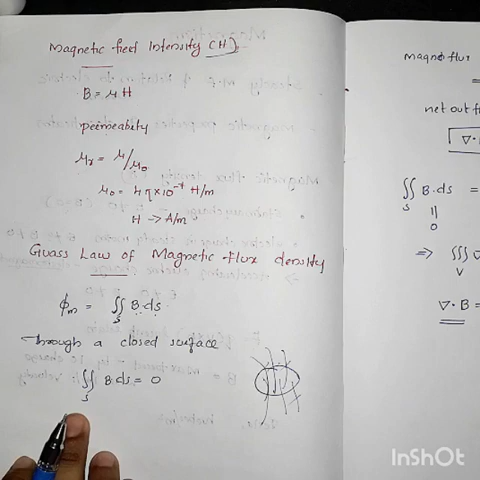 Magnetic field Intensity (H)
B = μ H
permeability
μr = μ/μ0
μ0 = 4π×10⁻⁷ H/m
H → A/m
Guass Law of Magnetic flux density
ϕm = ∬S B.ds
Through a closed surface
∬S B.ds = 0
Magnet flux
net out f
∇.
∬S B.ds =
||
0
⇒ ∭V ∇
∇.B =
InShOt